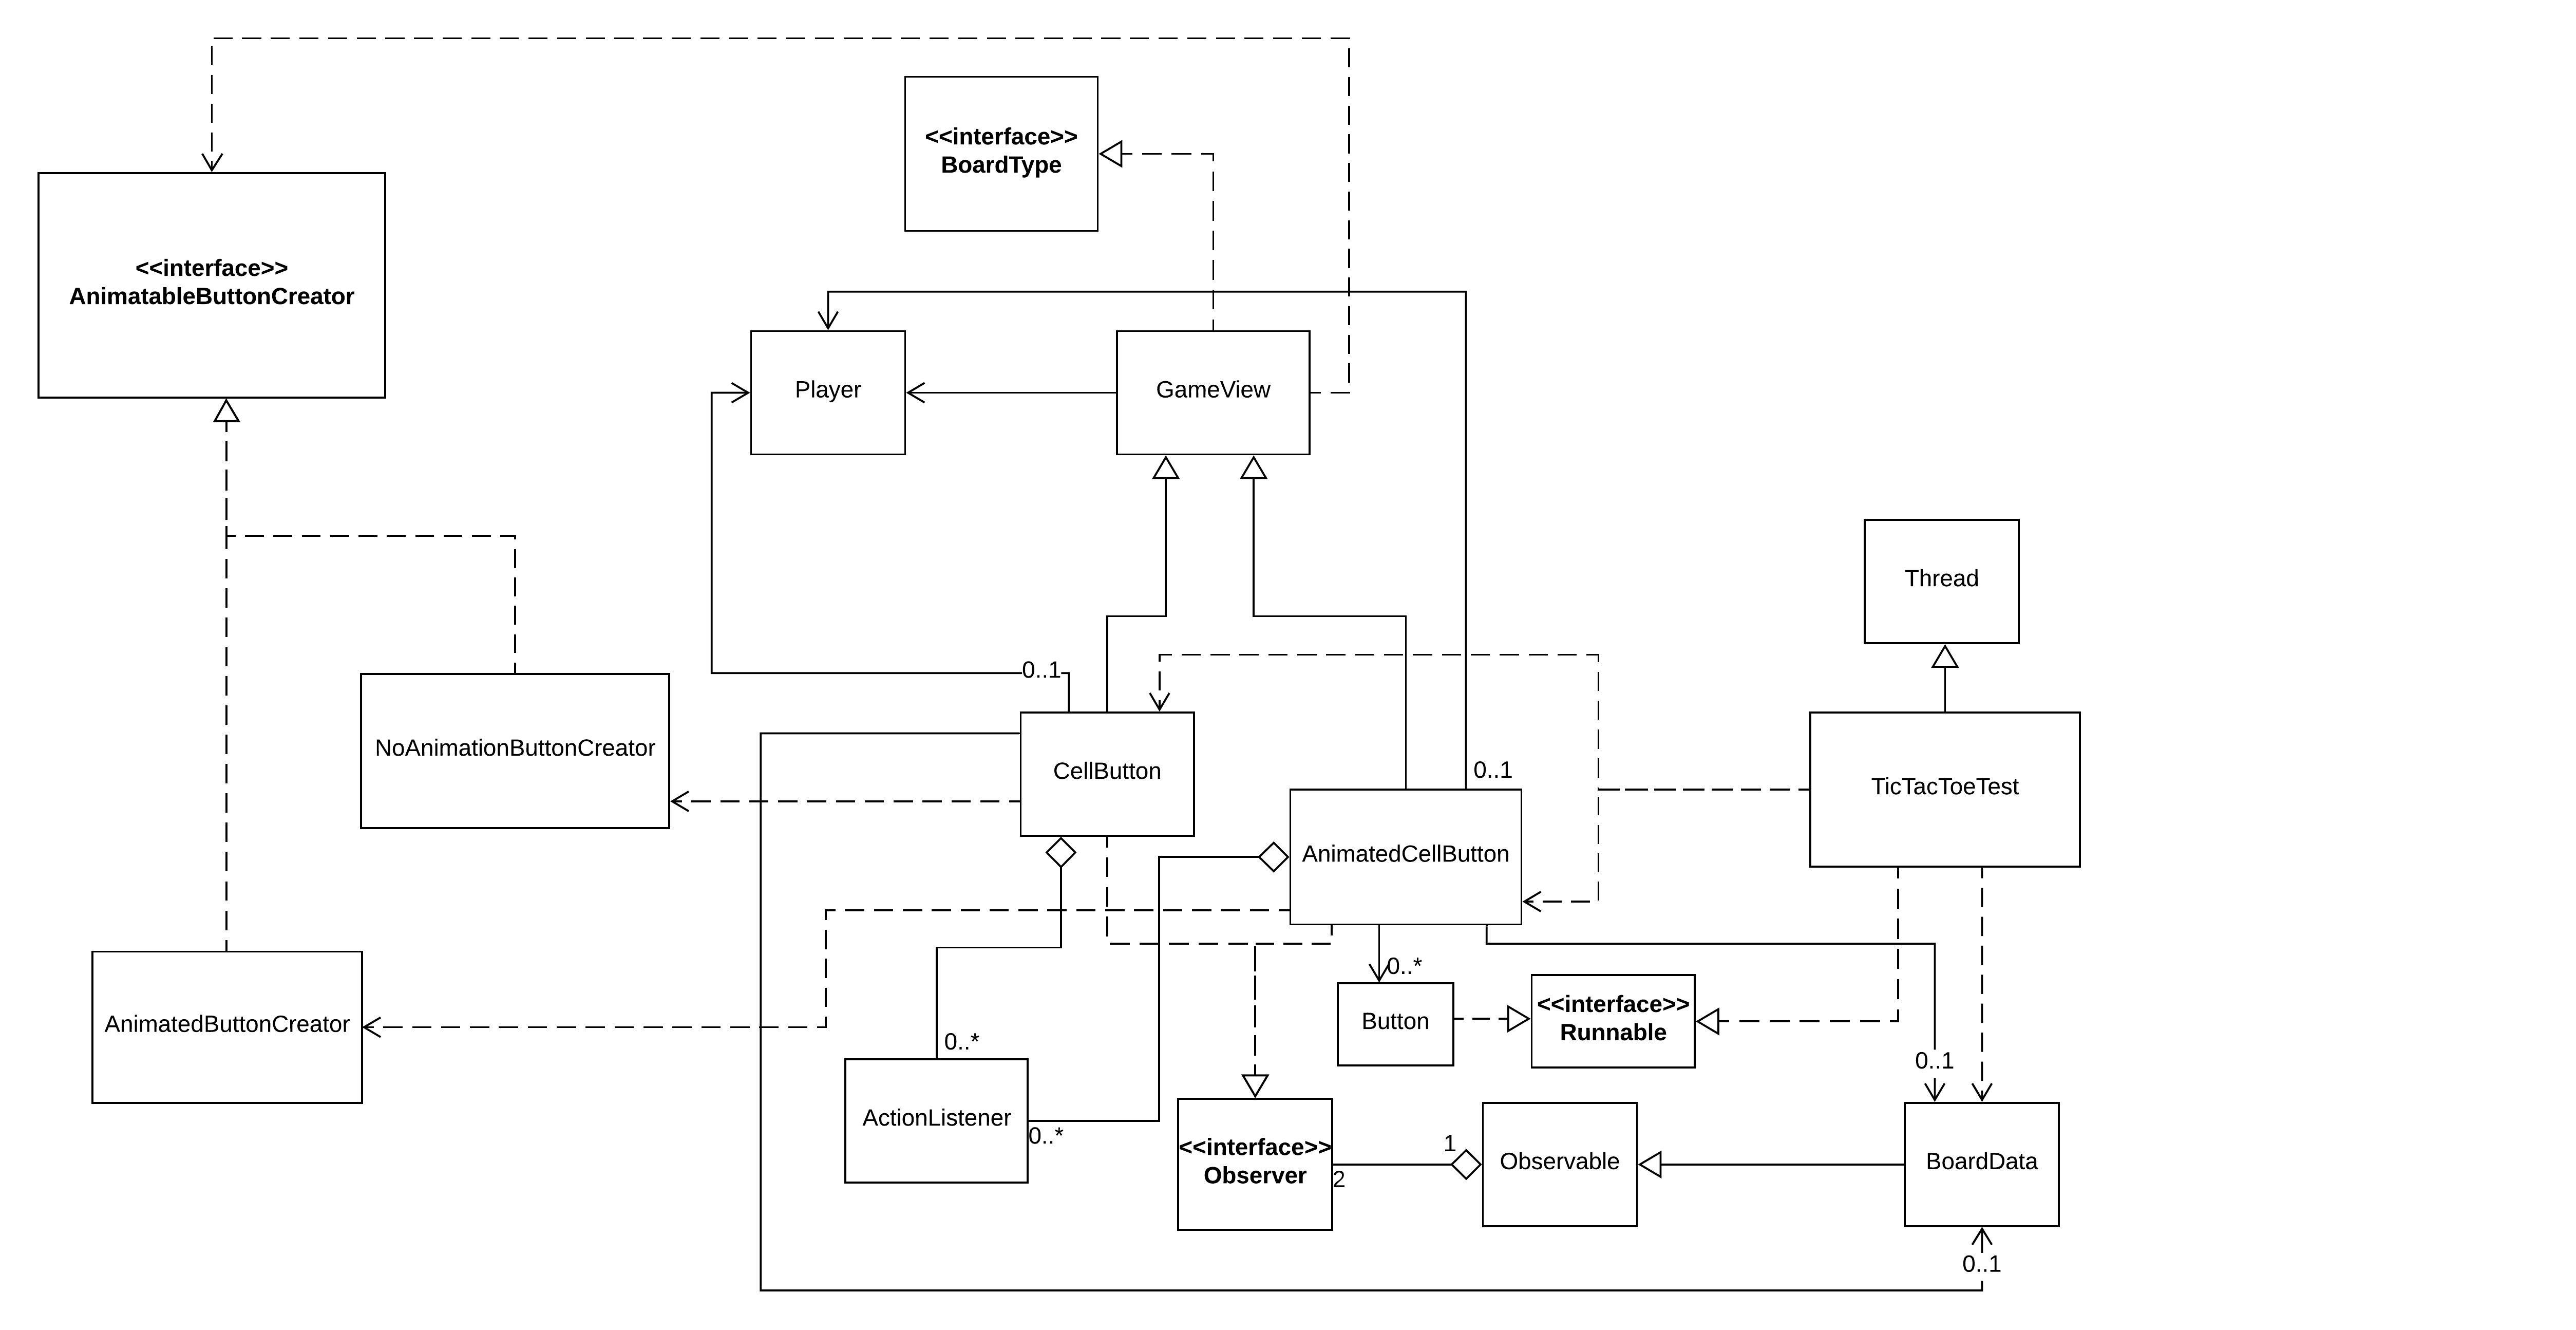 <<interface>>
BoardType
<<interface>>
AnimatableButtonCreator
Player
GameView
Thread
0..1
NoAnimationButtonCreator
CellButton
0..1
TicTacToeTest
AnimatedCellButton
0..*
AnimatedButtonCreator
Button
<<interface>>
Runnable
0..*
0..1
ActionListener
0..*
<<interface>>
Observer
1
2
Observable
BoardData
0..1